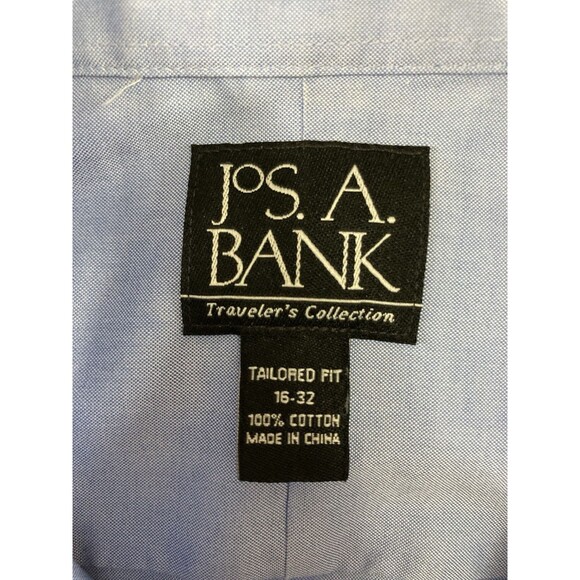 JOS. A.
BANK
Traveler's Collection
TAILORED FIT
16-32
100% COTTON
MADE IN CHINA